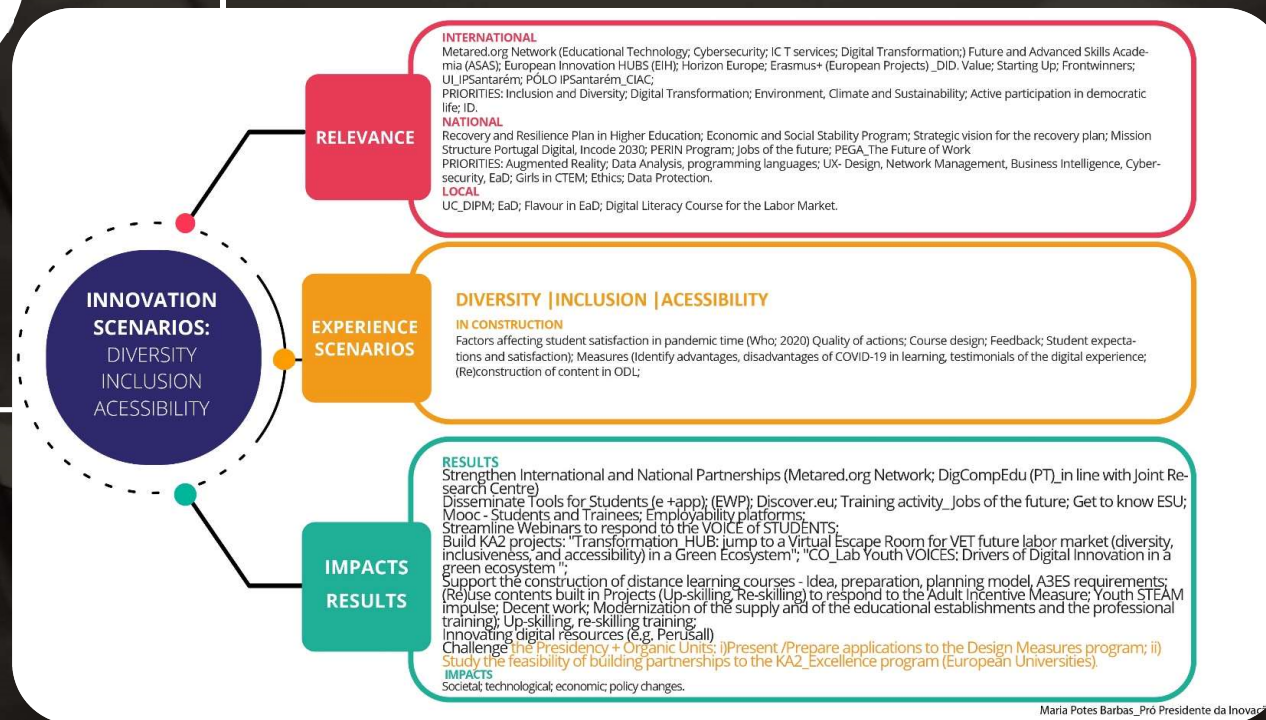 INNOVATION
SCENARIOS:
DIVERSITY
INCLUSION
ACESSIBILITY
RELEVANCE
INTERNATIONAL
Metared.org Network (Educational Technology; Cybersecurity; IC T services; Digital Transformation;) Future and Advanced Skills Acade-
mia (ASAS); European Innovation HUBS (EIH); Horizon Europe; Erasmus+ (European Projects) _DID. Value; Starting Up; Frontwinners;
UI_IPSantarém; PÓLO IPSantarém_CIAC;
PRIORITIES: Inclusion and Diversity; Digital Transformation; Environment, Climate and Sustainability; Active participation in democratic
life; ID.
NATIONAL
Recovery and Resilience Plan in Higher Education; Economic and Social Stability Program; Strategic vision for the recovery plan; Mission
Structure Portugal Digital, Incode 2030; PERIN Program; Jobs of the future; PEGA_The Future of Work
PRIORITIES: Augmented Reality; Data Analysis, programming languages; UX- Design, Network Management, Business Intelligence, Cyber-
security, EaD; Girls in CTEM; Ethics; Data Protection.
LOCAL
UC_DIPM; EaD; Flavour in EaD; Digital Literacy Course for the Labor Market.
EXPERIENCE
SCENARIOS
DIVERSITY |INCLUSION |ACESSIBILITY
IN CONSTRUCTION
Factors affecting student satisfaction in pandemic time (Who; 2020) Quality of actions; Course design; Feedback; Student expecta-
tions and satisfaction); Measures (Identify advantages, disadvantages of COVID-19 in learning, testimonials of the digital experience;
(Re)construction of content in ODL;
IMPACTS
RESULTS
RESULTS
Strengthen International and National Partnerships (Metared.org Network; DigCompEdu (PT)_in line with Joint Re-
search Centre)
Disseminate Tools for Students (e +app); (EWP); Discover.eu; Training activity_Jobs of the future; Get to know ESU;
Mooc - Students and Trainees; Employability platforms;
Streamline Webinars to respond to the VOICE of STUDENTS;
Build KA2 projects: "Transformation_HUB: jump to a Virtual Escape Room for VET future labor market (diversity,
inclusiveness, and accessibility) in a Green Ecosystem"; "CO_Lab Youth VOICES: Drivers of Digital Innovation in a
green ecosystem ";
Support the construction of distance learning courses - Idea, preparation, planning model, A3ES requirements;
(Re)use contents built in Projects (Up-skilling, Re-skilling) to respond to the Adult Incentive Measure; Youth STEAM
impulse; Decent work; Modernization of the supply and of the educational establishments and the professional
training); Up-skilling, re-skilling training;
Innovating digital resources (e.g. Perusall)
Challenge the Presidency + Organic Units: i)Present /Prepare applications to the Design Measures program; ii)
Study the feasibility of building partnerships to the KA2_Excellence program (European Universities).
IMPACTS
Societal; technological; economic; policy changes.
Maria Potes Barbas_Pró Presidente da